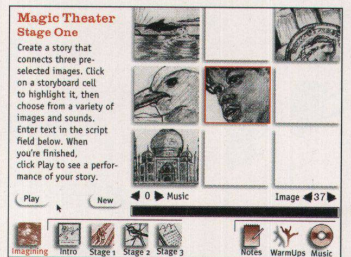 Magic Theater
Stage One
Create a story that
connects three pre-
selected images. Click
on a storyboard cell
to highlight it, then
choose from a variety of
images and sounds.
Enter text in the script
field below. When
you're finished,
click Play to see a perfor-
mance of your story.
Play
New
0
Music
Image
37
Imagining
Intro
Stage 1
Stage 2
Stage 3
Notes
WarmUps
Music